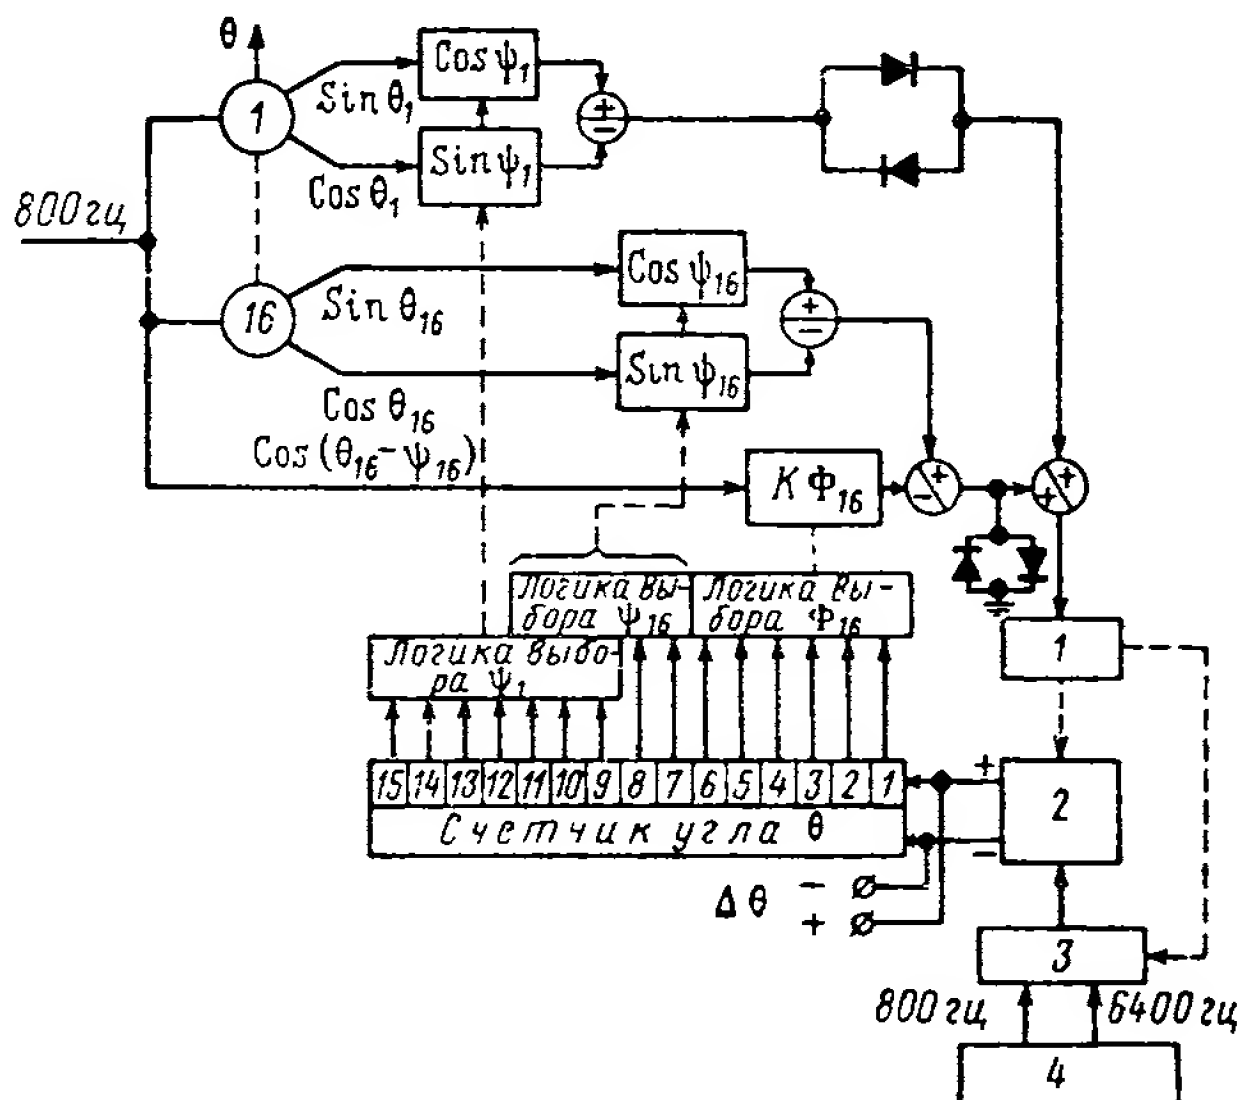 θ
1
Sin θ₁
Cos θ₁
Cos ψ₁
Sin ψ₁
+
−
800 гц
16
Sin θ₁₆
Cos θ₁₆
Cos ψ₁₆
Sin ψ₁₆
+
−
Cos (θ₁₆ − ψ₁₆)
К Ф₁₆
− +
+ +
Логика вы-
бора Ψ₁₆
Логика вы-
бора Ф₁₆
Логика выбо-
ра Ψ₁
1
15 14 13 12 11 10 9 8 7 6 5 4 3 2 1
Счетчик угла θ
+
−
2
Δθ
−
+
3
800 гц
6400 гц
4